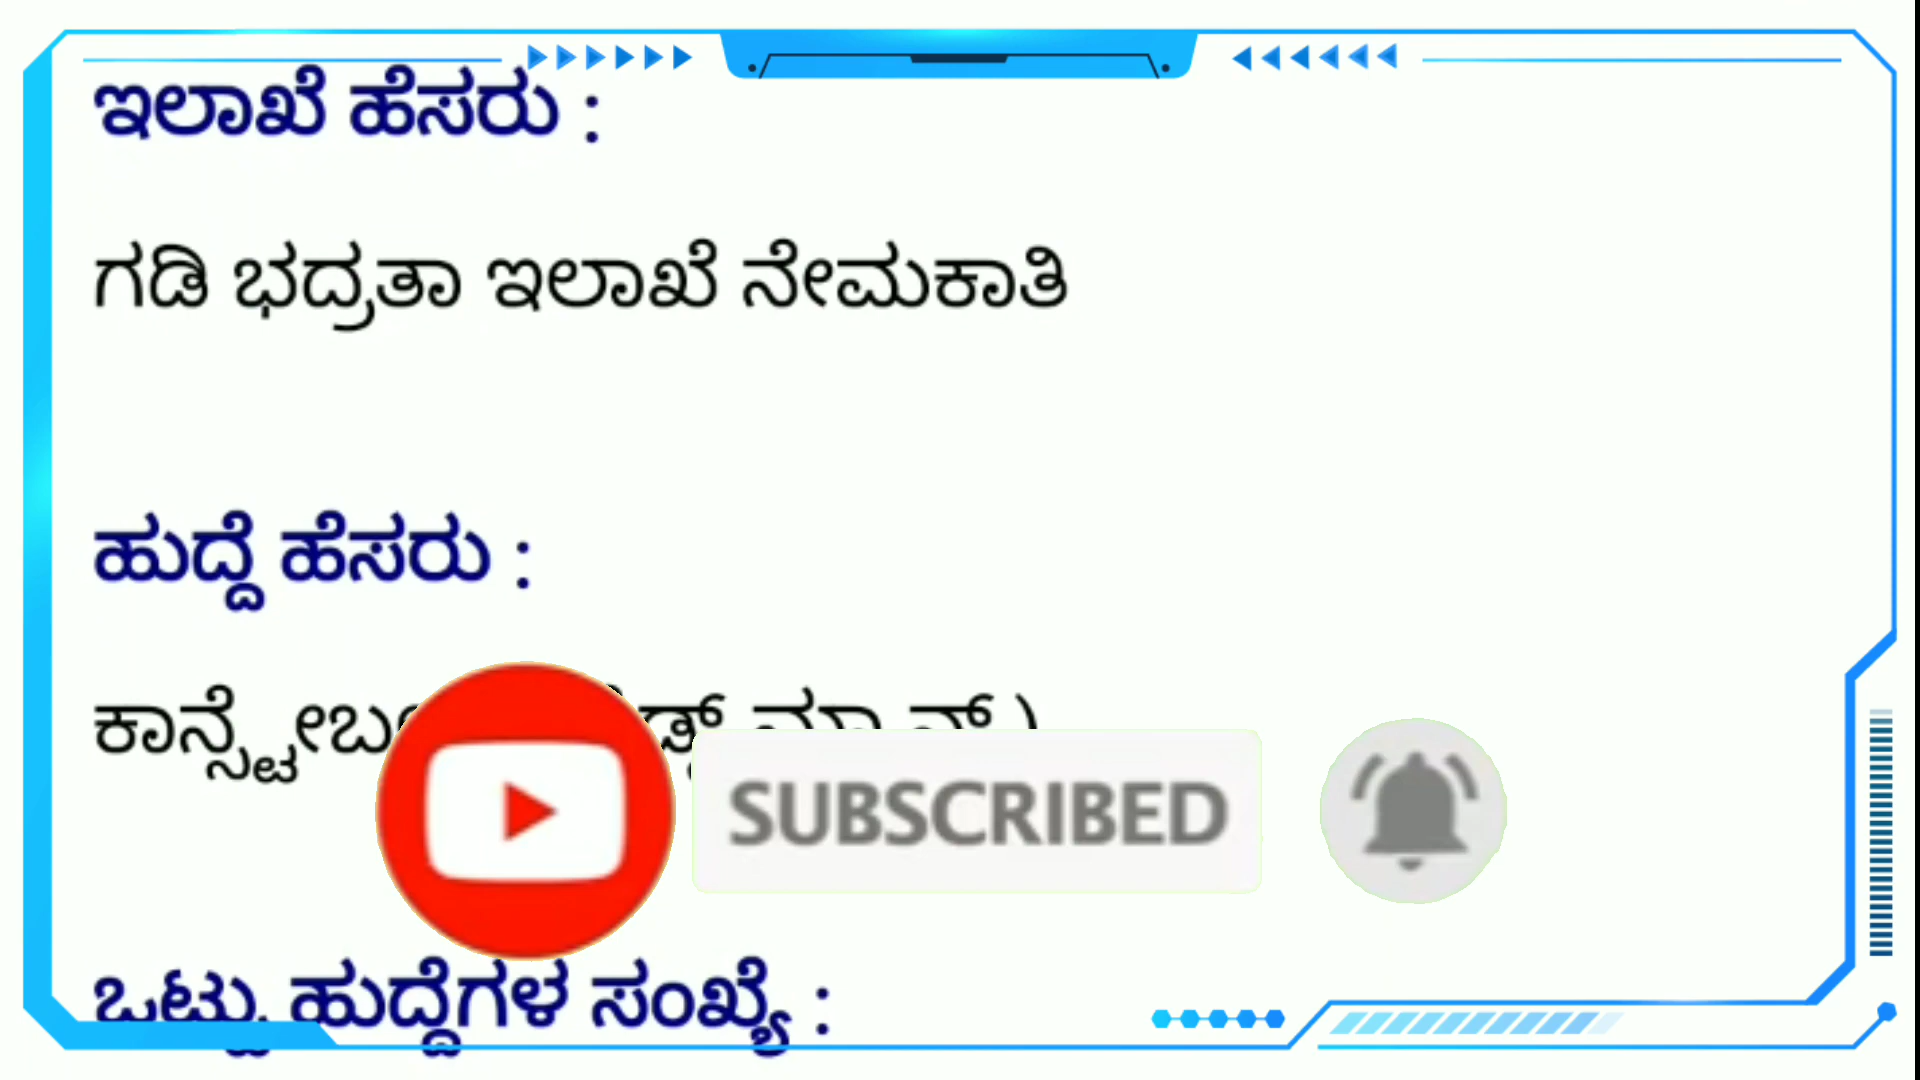 ಇಲಾಖೆ ಹೆಸರು :
ಗಡಿ ಭದ್ರತಾ ಇಲಾಖೆ ನೇಮಕಾತಿ
ಹುದ್ದೆ ಹೆಸರು :
SUBSCRIBED
ಒಟ್ಟು ಹುದ್ದೆಗಳ ಸಂಖ್ಯೆ :